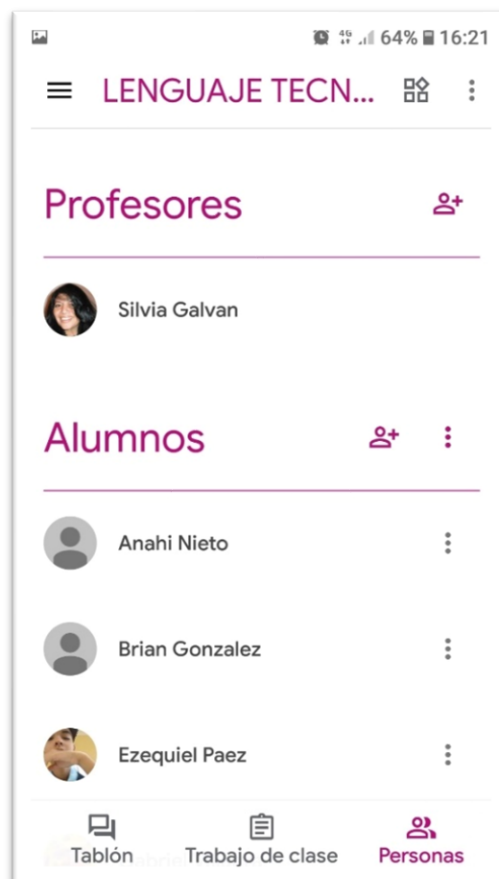 4G 64% 16:21
LENGUAJE TECN...
Profesores
Silvia Galvan
Alumnos
Anahi Nieto
Brian Gonzalez
Ezequiel Paez
Tablón Trabajo de clase Personas